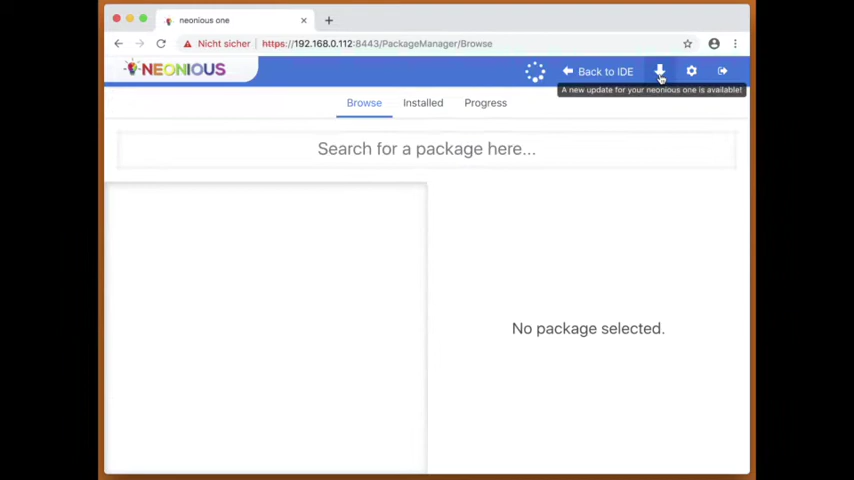 neonious one
Nicht sicher
https://192.168.0.112:8443/PackageManager/Browse
NEONIOUS
Back to IDE
A new update for your neonious one is available!
Browse Installed Progress
Search for a package here...
No package selected.